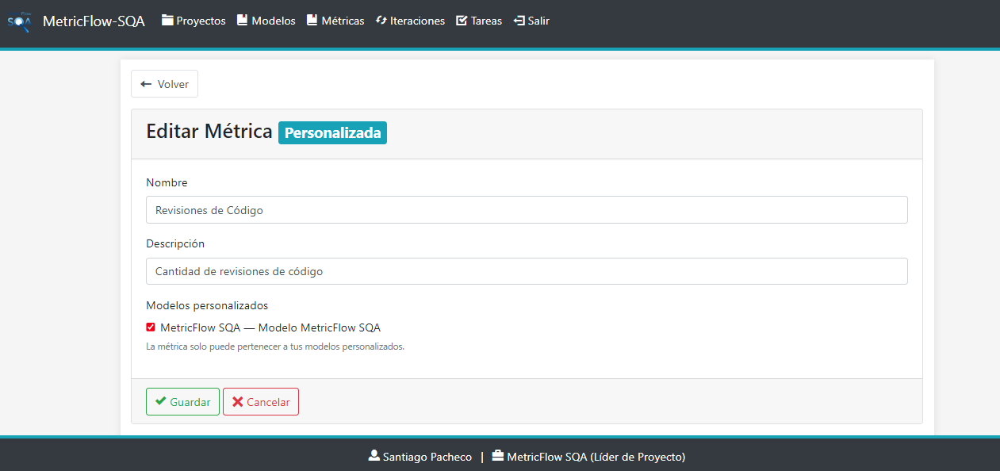 Flow
SQA MetricFlow-SQA Proyectos Modelos Métricas Iteraciones Tareas Salir
Volver
Editar Métrica Personalizada
Nombre
Revisiones de Código
Descripción
Cantidad de revisiones de código
Modelos personalizados
MetricFlow SQA — Modelo MetricFlow SQA
La métrica solo puede pertenecer a tus modelos personalizados.
Guardar Cancelar
Santiago Pacheco | MetricFlow SQA (Líder de Proyecto)